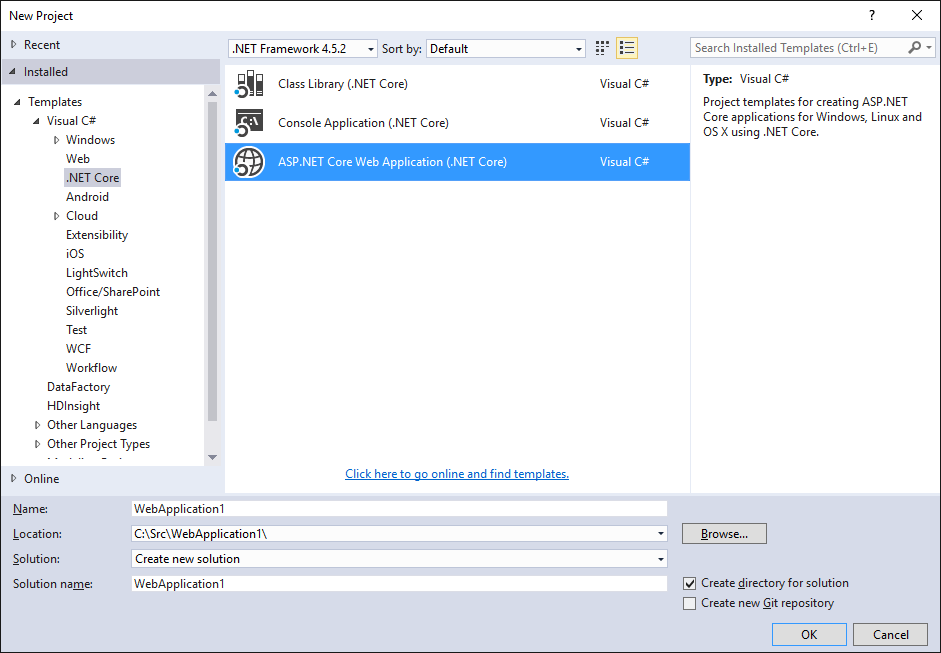 New Project
?
Recent
.NET Framework 4.5.2
Sort by:
Default
Search Installed Templates (Ctrl+E)
Installed
Templates
Visual C#
Windows
Web
.NET Core
Android
Cloud
Extensibility
iOS
LightSwitch
Office/SharePoint
Silverlight
Test
WCF
Workflow
DataFactory
HDInsight
Other Languages
Other Project Types
Online
Class Library (.NET Core) Visual C#
C:\
Console Application (.NET Core) Visual C#
ASP.NET Core Web Application (.NET Core) Visual C#
Click here to go online and find templates.
Type: Visual C#
Project templates for creating ASP.NET
Core applications for Windows, Linux and
OS X using .NET Core.
Name: WebApplication1
Location: C:\Src\WebApplication1\
Browse...
Solution: Create new solution
Solution name: WebApplication1
Create directory for solution
Create new Git repository
OK
Cancel